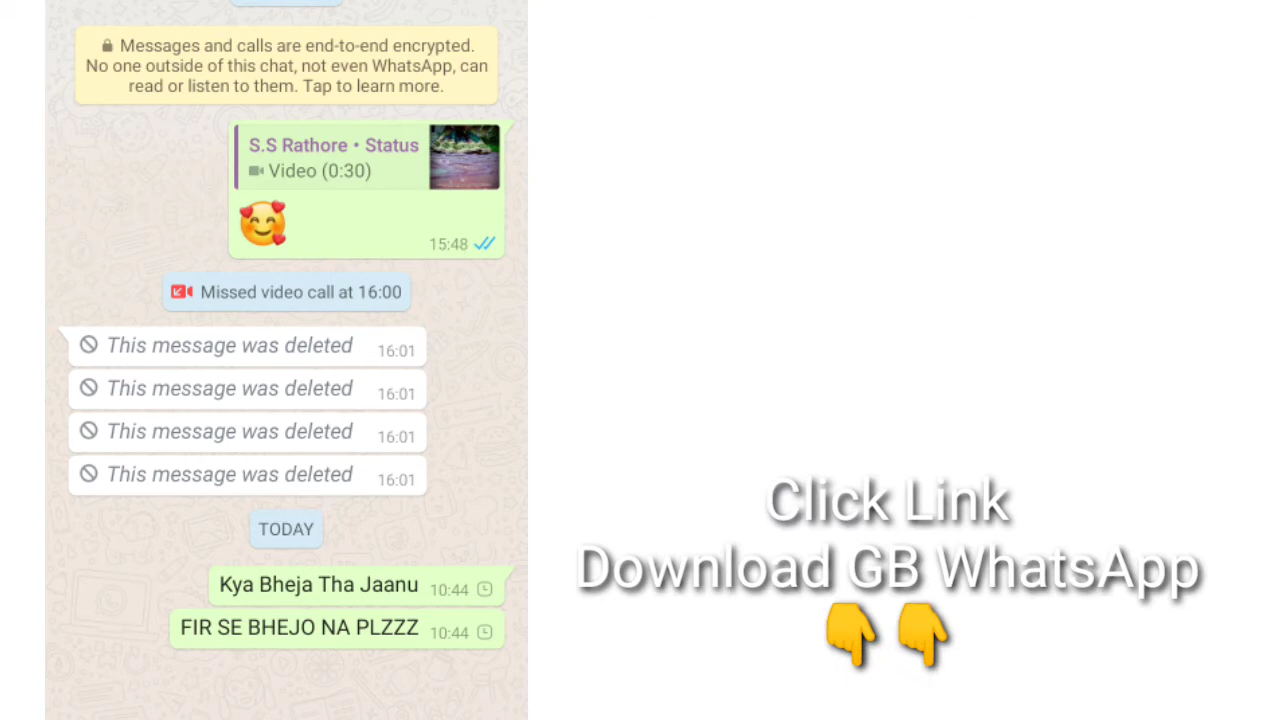 Messages and calls are end-to-end encrypted.
No one outside of this chat, not even WhatsApp, can
read or listen to them. Tap to learn more.
S.S Rathore • Status
Video (0:30)
🥰
15:48
Missed video call at 16:00
This message was deleted 16:01
This message was deleted 16:01
This message was deleted 16:01
This message was deleted 16:01
TODAY
Kya Bheja Tha Jaanu 10:44
FIR SE BHEJO NA PLZZZ 10:44
Click Link
Download GB WhatsApp
👇👇